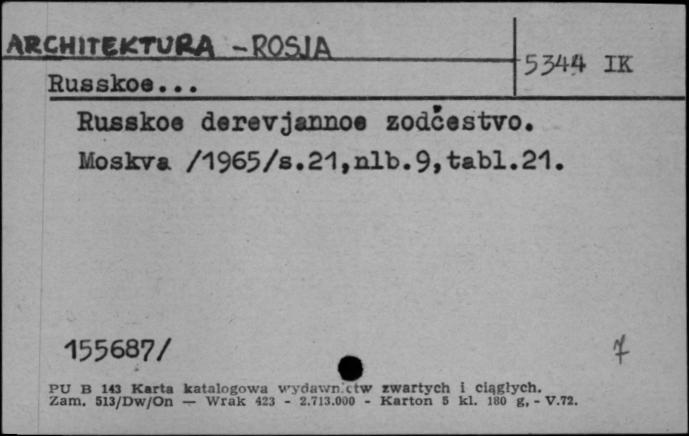 ARCHITEKTURA - ROSJA
5344 IK
Russkoe...
Russkoe derevjannoe zodčestvo.
Moskva /1965/s.21,nlb.9,tabl.21.
155687/
7
PU B 143 Karta katalogowa wydawnictw zwartych i ciągłych.
Zam. 513/Dw/On — Wrak 423 - 2.713.000 - Karton 5 kl. 180 g, - V.72.